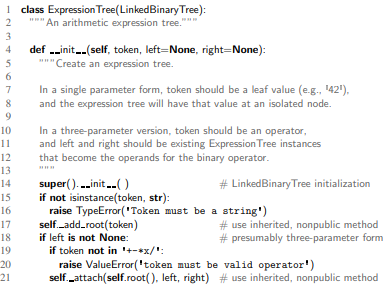 1 class ExpressionTree(LinkedBinaryTree):
2 """An arithmetic expression tree."""
3
4 def __init__(self, token, left=None, right=None):
5 """Create an expression tree.
6
7 In a single parameter form, token should be a leaf value (e.g., '42'),
8 and the expression tree will have that value at an isolated node.
9
10 In a three-parameter version, token should be an operator,
11 and left and right should be existing ExpressionTree instances
12 that become the operands for the binary operator.
13 """
14 super().__init__( ) # LinkedBinaryTree initialization
15 if not isinstance(token, str):
16 raise TypeError('Token must be a string')
17 self._add_root(token) # use inherited, nonpublic method
18 if left is not None: # presumably three-parameter form
19 if token not in '+-*x/':
20 raise ValueError('token must be valid operator')
21 self._attach(self.root( ), left, right) # use inherited, nonpublic method